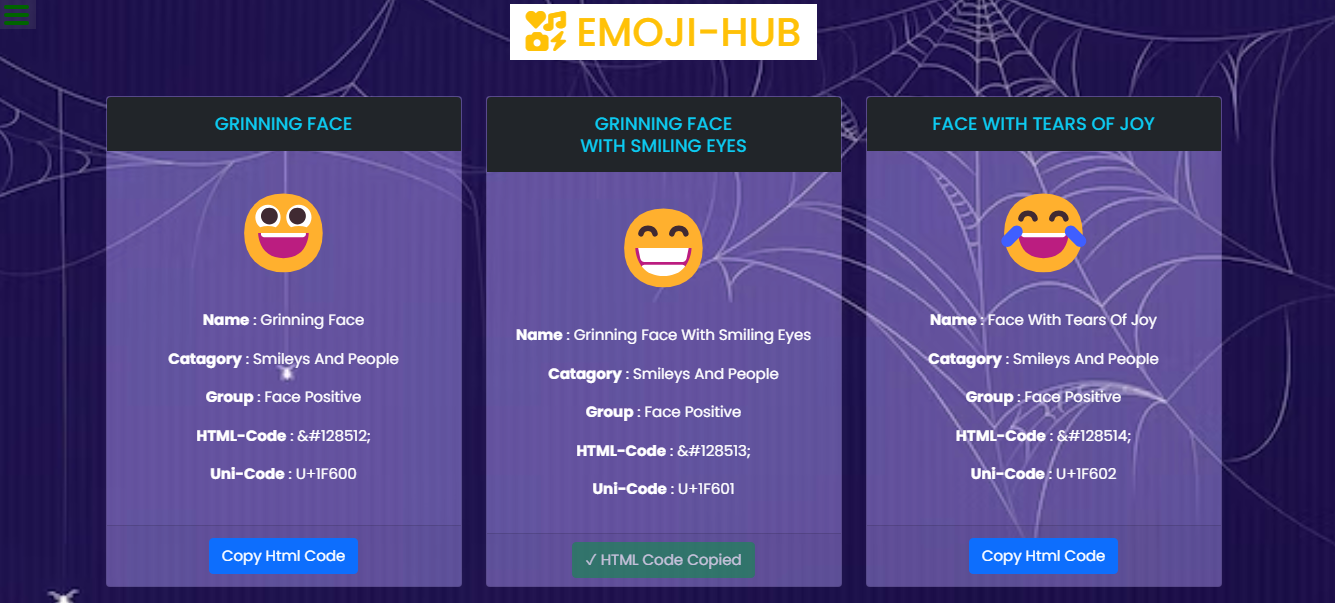 EMOJI-HUB
GRINNING FACE
Name : Grinning Face
Catagory : Smileys And People
Group : Face Positive
HTML-Code : &#128512;
Uni-Code : U+1F600
Copy Html Code
GRINNING FACE
WITH SMILING EYES
Name : Grinning Face With Smiling Eyes
Catagory : Smileys And People
Group : Face Positive
HTML-Code : &#128513;
Uni-Code : U+1F601
✓ HTML Code Copied
FACE WITH TEARS OF JOY
Name : Face With Tears Of Joy
Catagory : Smileys And People
Group : Face Positive
HTML-Code : &#128514;
Uni-Code : U+1F602
Copy Html Code